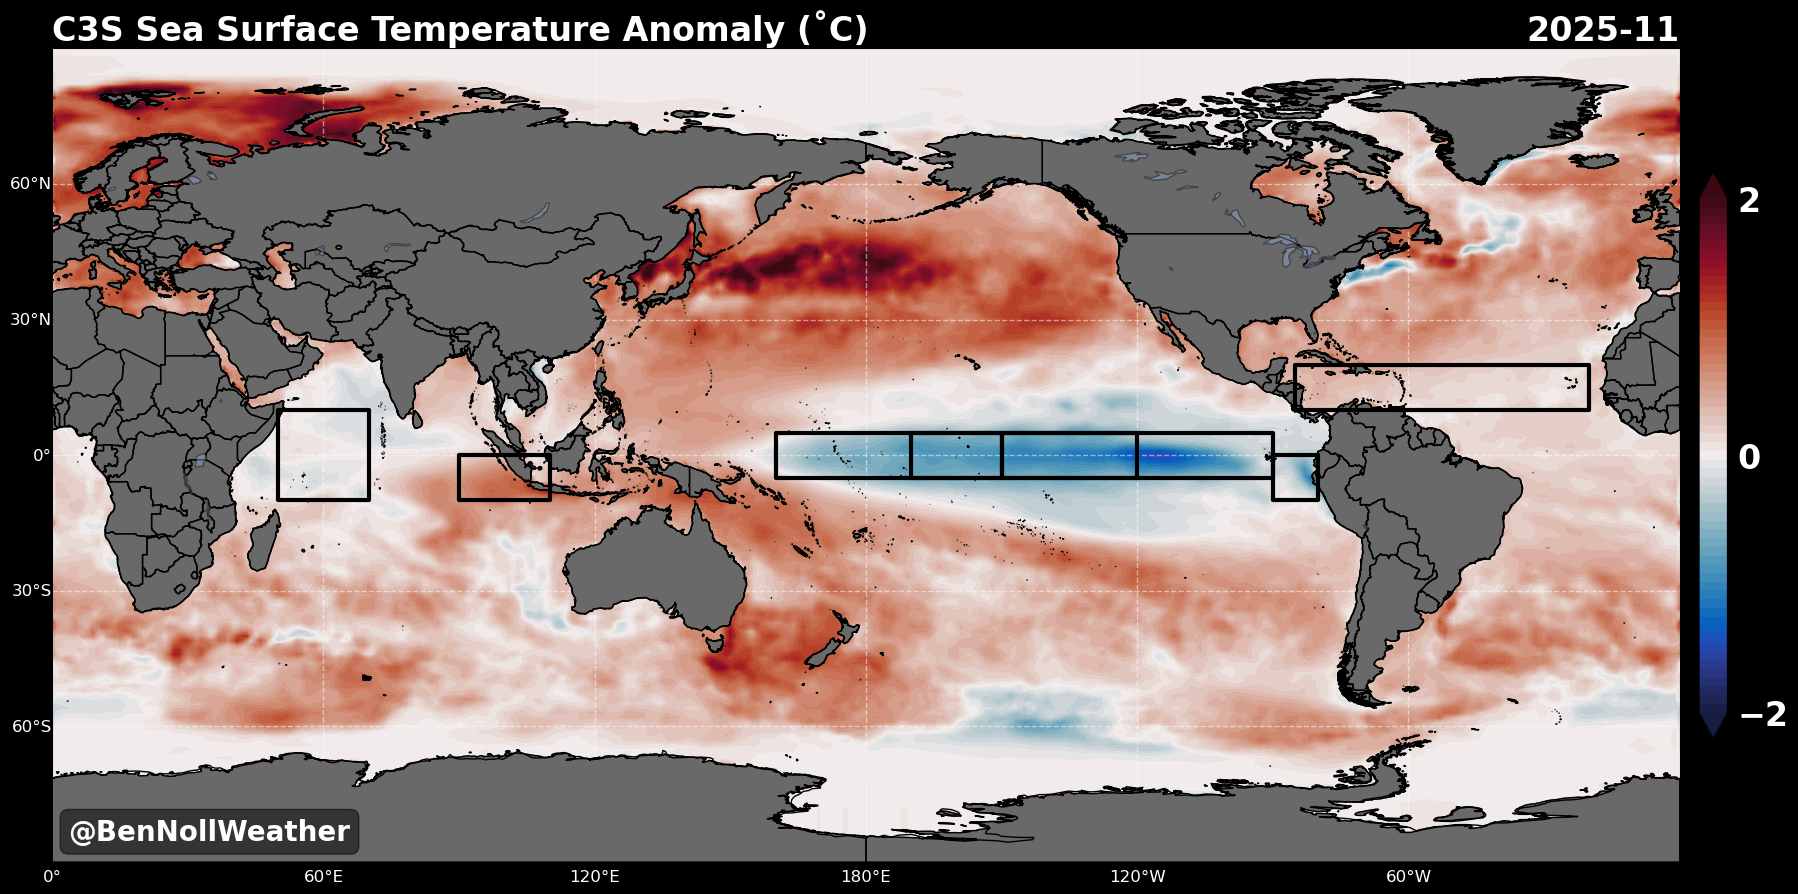 C3S Sea Surface Temperature Anomaly (˚C)
2025-11
60°N
30°N
0°
30°S
60°S
0°
60°E
120°E
180°E
120°W
60°W
2
0
−2
@BenNollWeather